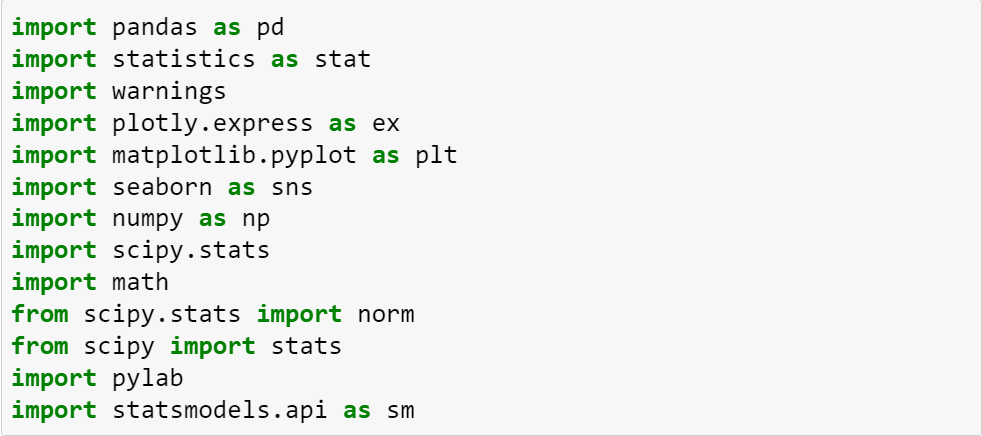 import pandas as pd
import statistics as stat
import warnings
import plotly.express as ex
import matplotlib.pyplot as plt
import seaborn as sns
import numpy as np
import scipy.stats
import math
from scipy.stats import norm
from scipy import stats
import pylab
import statsmodels.api as sm